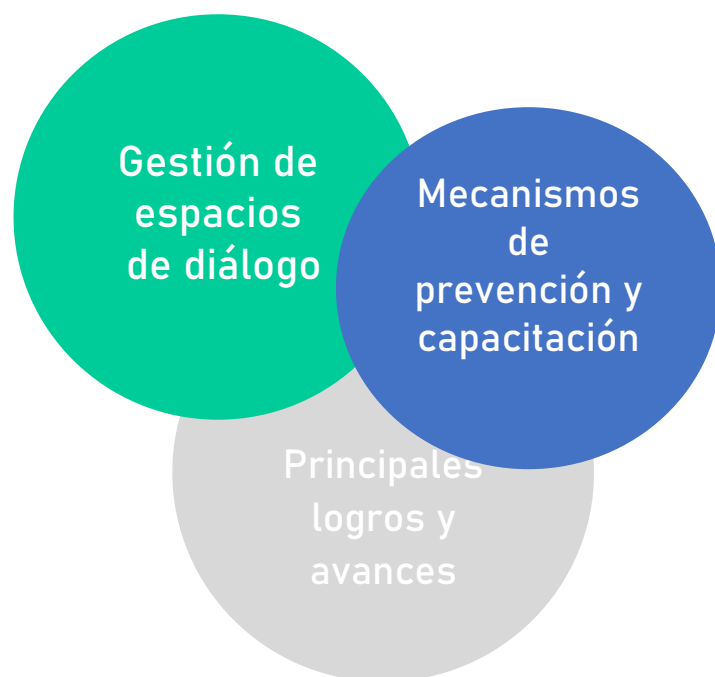 Gestión de
espacios
de diálogo
Mecanismos
de
prevención y
capacitación
Principales
logros y
avances